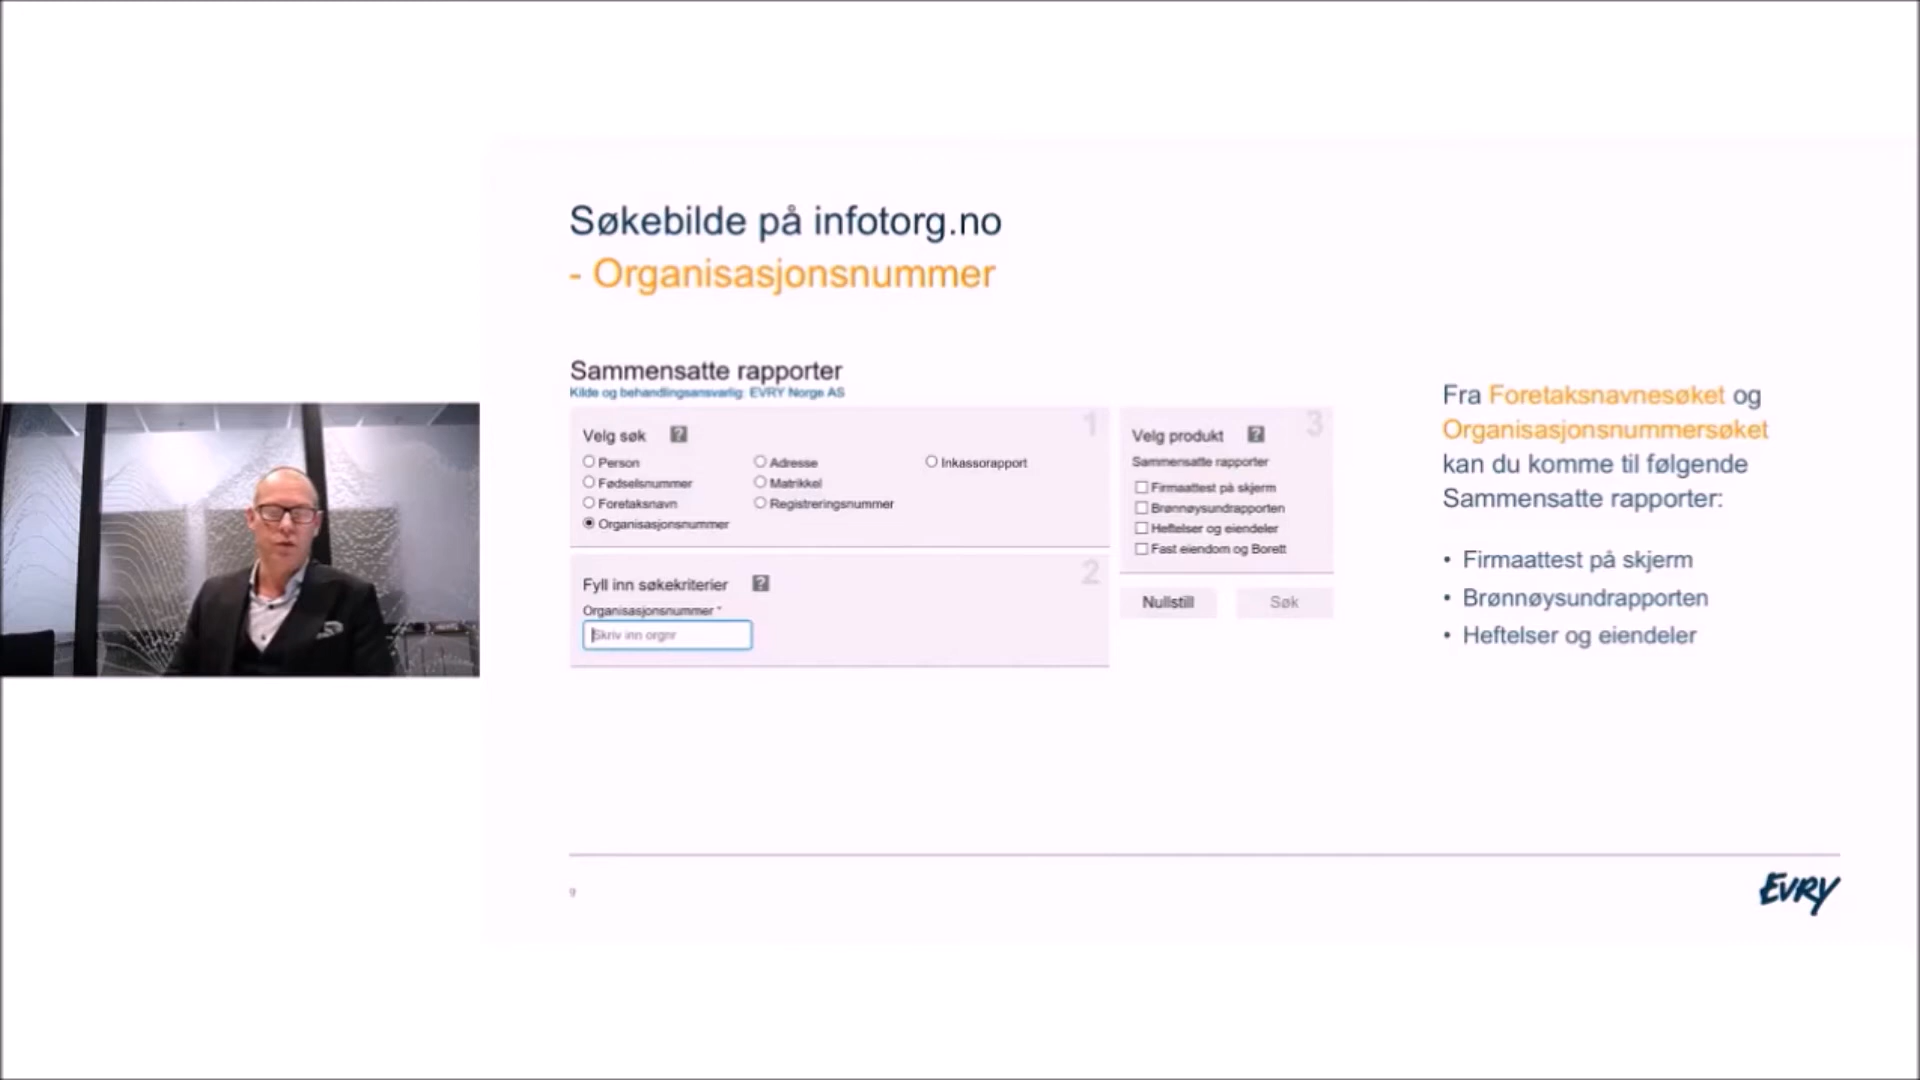 Søkebilde på infotorg.no
- Organisasjonsnummer
Sammensatte rapporter
Kilde og behandlingsansvarlig: EVRY Norge AS
1
Velg søk ?
Person
Adresse
Inkassorapport
Fødselsnummer
Matrikkel
Foretaksnavn
Registreringsnummer
Organisasjonsnummer
2
Fyll inn søkekriterier ?
Organisasjonsnummer *
Skriv inn orgnr
3
Velg produkt ?
Sammensatte rapporter
Firmaattest på skjerm
Brønnøysundrapporten
Heftelser og eiendeler
Fast eiendom og Borett
Nullstill
Søk
Fra Foretaksnavnesøket og
Organisasjonsnummersøket
kan du komme til følgende
Sammensatte rapporter:
• Firmaattest på skjerm
• Brønnøysundrapporten
• Heftelser og eiendeler
9
EVRY